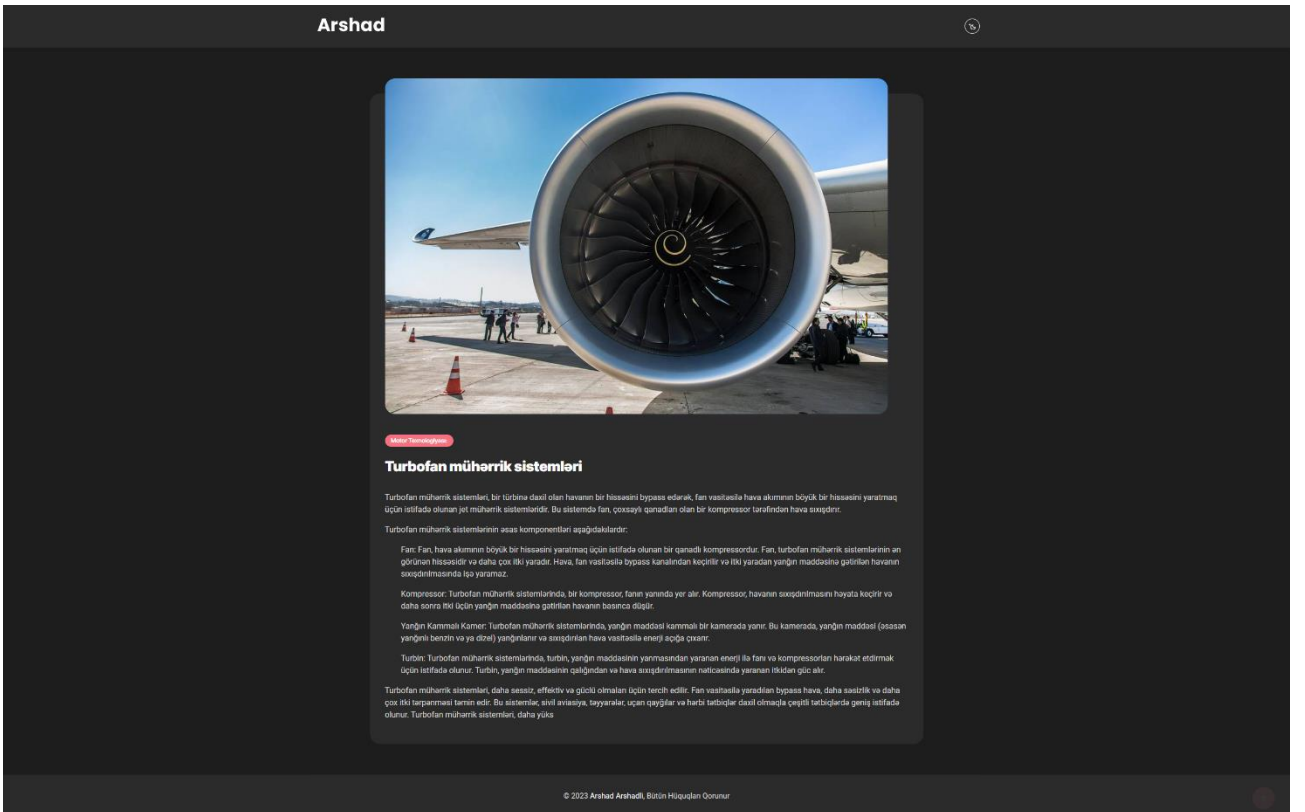 Arshad
Motor Texnologiyası
Turbofan mühərrik sistemləri
Turbofan mühərrik sistemləri, bir türbinə daxil olan havanın bir hissəsini bypass edərək, fan vasitəsilə hava akımının böyük bir hissəsini yaratmaq
üçün istifadə olunan jet mühərrik sistemləridir. Bu sistemdə fan, çoxsaylı qanadları olan bir kompressor tərəfindən hava sıxışdırır.
Turbofan mühərrik sistemlərinin əsas komponentləri aşağıdakılardır:
Fan: Fan, hava akımının böyük bir hissəsini yaratmaq üçün istifadə olunan bir qanadlı kompressordur. Fan, turbofan mühərrik sistemlərinin ən
görünən hissəsidir və daha çox itki yaradır. Hava, fan vasitəsilə bypass kanalından keçirilir və itki yaradan yanğın maddəsinə gətirilən havanın
sıxışdırılmasında işə yaramaz.
Kompressor: Turbofan mühərrik sistemlərində, bir kompressor, fanın yanında yer alır. Kompressor, havanın sıxışdırılmasını həyata keçirir və
daha sonra itki üçün yanğın maddəsinə gətirilən havanın basınca düşür.
Yanğın Kammalı Kamer: Turbofan mühərrik sistemlərində, yanğın maddəsi kammalı bir kamerada yanır. Bu kamerada, yanğın maddəsi (əsasən
yanğınlı benzin və ya dizel) yanğınlanır və sıxışdırılan hava vasitəsilə enerji açığa çıxarır.
Turbin: Turbofan mühərrik sistemlərində, turbin, yanğın maddəsinin yanmasından yaranan enerji ilə fanı və kompressorları hərəkət etdirmək
üçün istifadə olunur. Turbin, yanğın maddəsinin qalığından və hava sıxışdırılmasının nəticəsində yaranan itkidən güc alır.
Turbofan mühərrik sistemləri, daha sessiz, effektiv və güclü olmaları üçün tercih edilir. Fan vasitəsilə yaradılan bypass hava, daha səsizlik və daha
çox itki tərpənməsi təmin edir. Bu sistemlər, sivil aviasiya, təyyarələr, uçan qayğılar və hərbi tətbiqlər daxil olmaqla çeşitli tətbiqlərdə geniş istifadə
olunur. Turbofan mühərrik sistemləri, daha yüks
© 2023 Arshad Arshadli, Bütün Hüquqları Qorunur